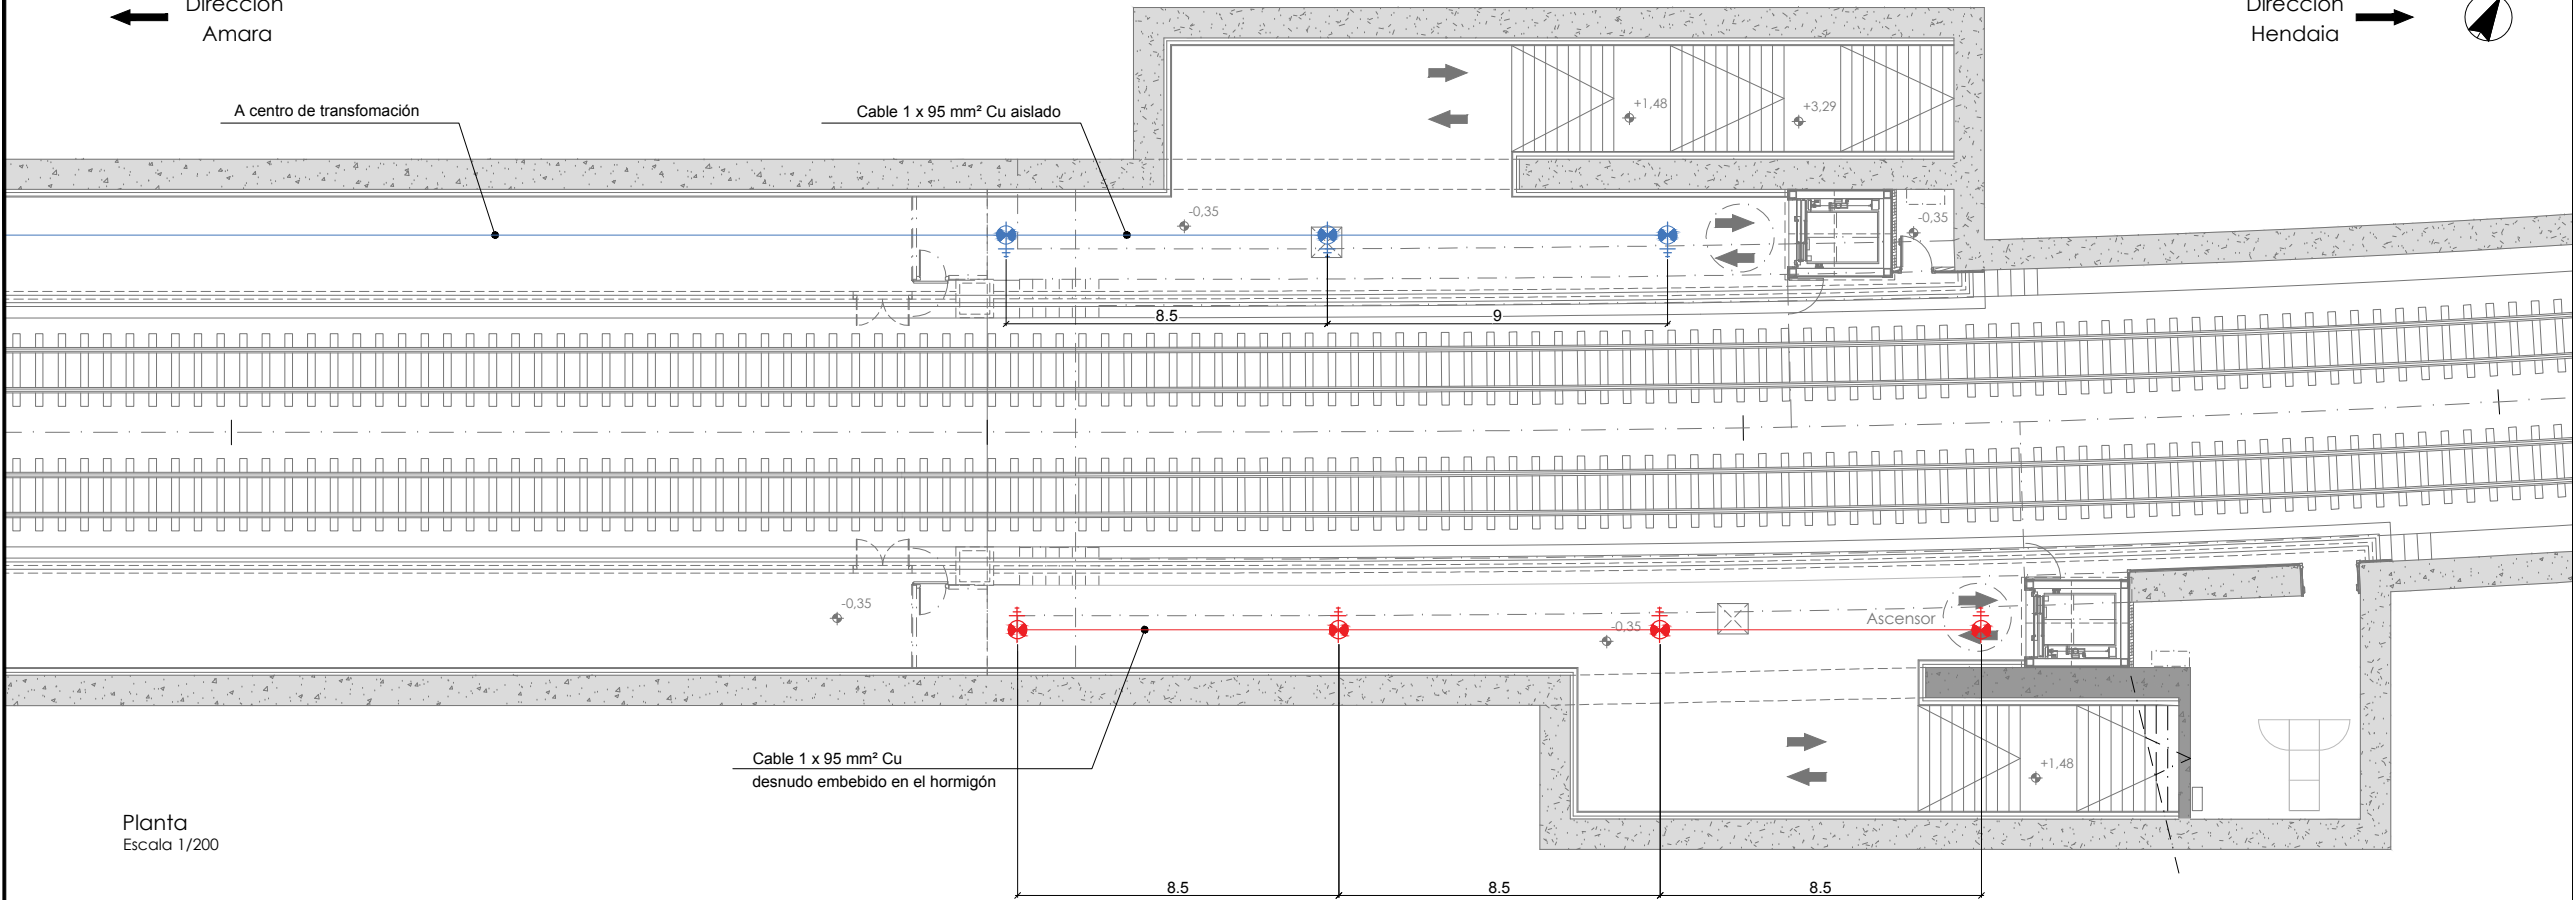 Dirección
Amara
Dirección
Hendaia
A centro de transfomación
Cable 1 x 95 mm² Cu aislado
+1,48
+3,29
-0,35
-0,35
8.5
9
-0,35
-0,35
Ascensor
Cable 1 x 95 mm² Cu
desnudo embebido en el hormigón
+1,48
Planta
Escala 1/200
8.5
8.5
8.5